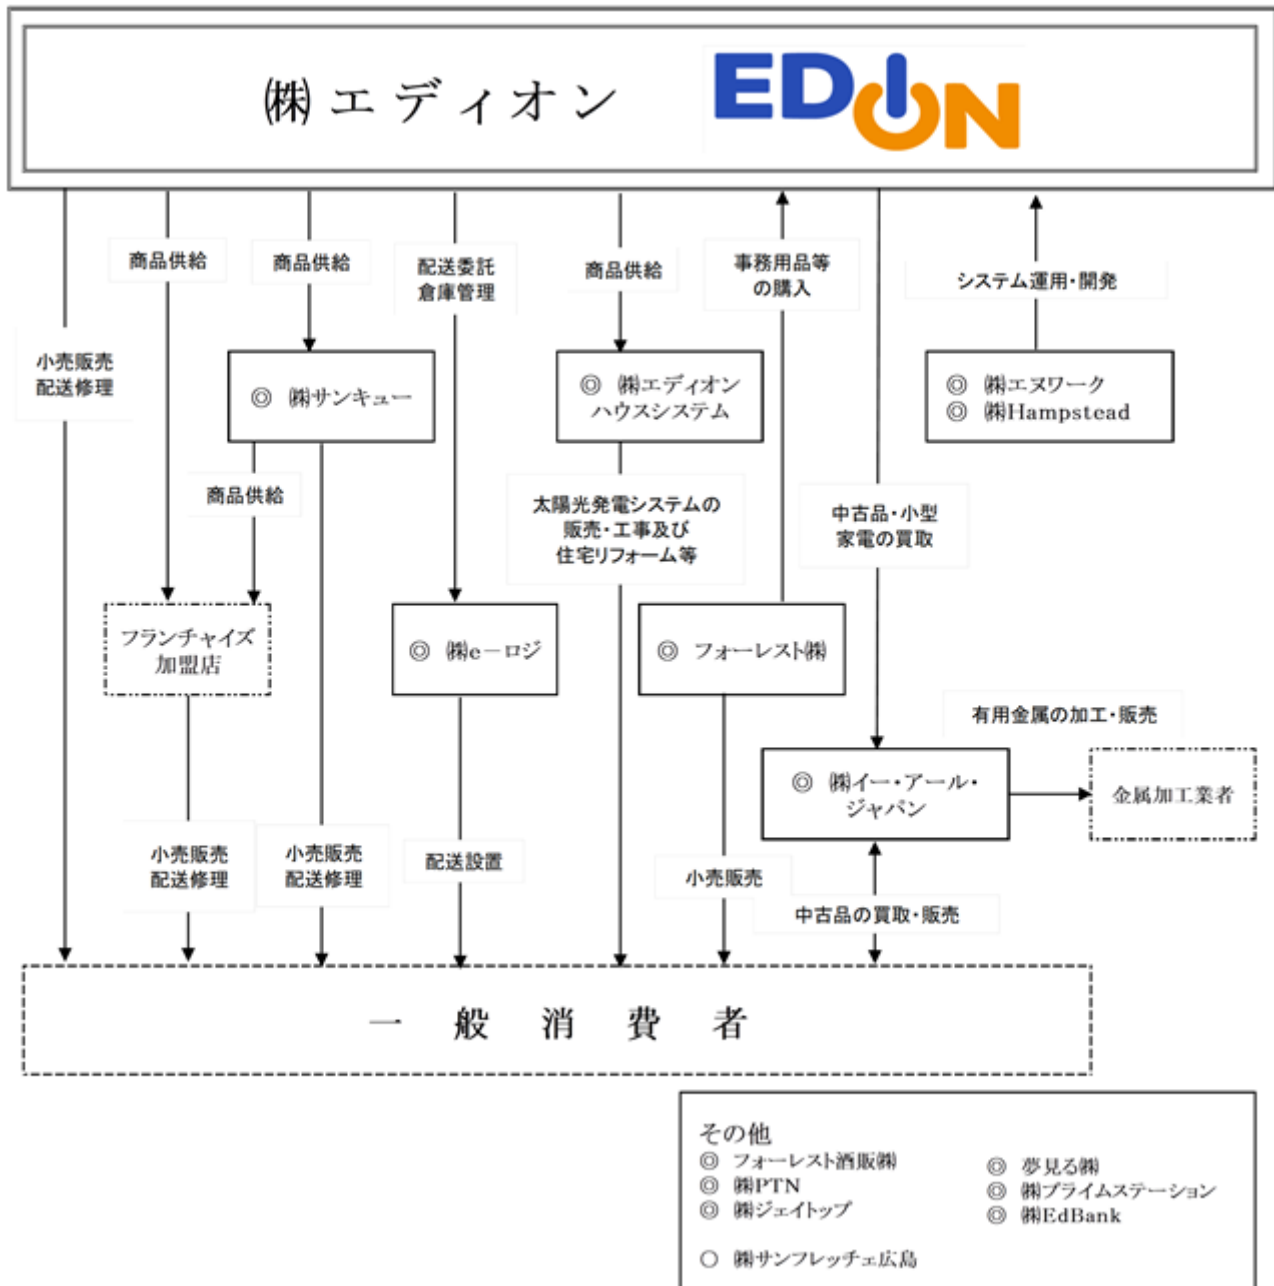 ㈱エディオン
EDION
商品供給
商品供給
配送委託
倉庫管理
商品供給
事務用品等
の購入
システム運用・開発
小売販売
配送修理
◎ ㈱サンキュー
◎ ㈱エディオン
ハウスシステム
◎ ㈱エヌワーク
◎ ㈱Hampstead
商品供給
太陽光発電システムの
販売・工事及び
住宅リフォーム等
中古品・小型
家電の買取
フランチャイズ
加盟店
◎ ㈱e－ロジ
◎ フォーレスト㈱
有用金属の加工・販売
◎ ㈱イー・アール・
ジャパン
金属加工業者
小売販売
配送修理
小売販売
配送修理
配送設置
小売販売
中古品の買取・販売
一般消費者
その他
◎ フォーレスト酒販㈱
◎ ㈱PTN
◎ ㈱ジェイトップ
◎ 夢見る㈱
◎ ㈱プライムステーション
◎ ㈱EdBank
○ ㈱サンフレッチェ広島